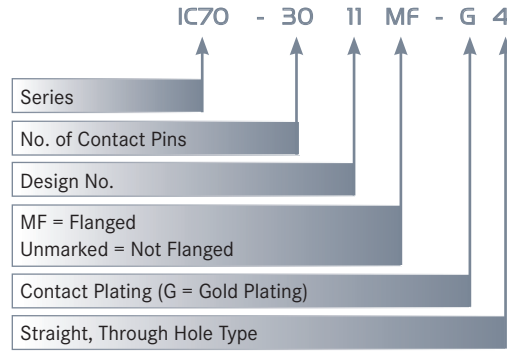 IC70 - 30 11 MF - G 4
Series
No. of Contact Pins
Design No.
MF = Flanged
Unmarked = Not Flanged
Contact Plating (G = Gold Plating)
Straight, Through Hole Type